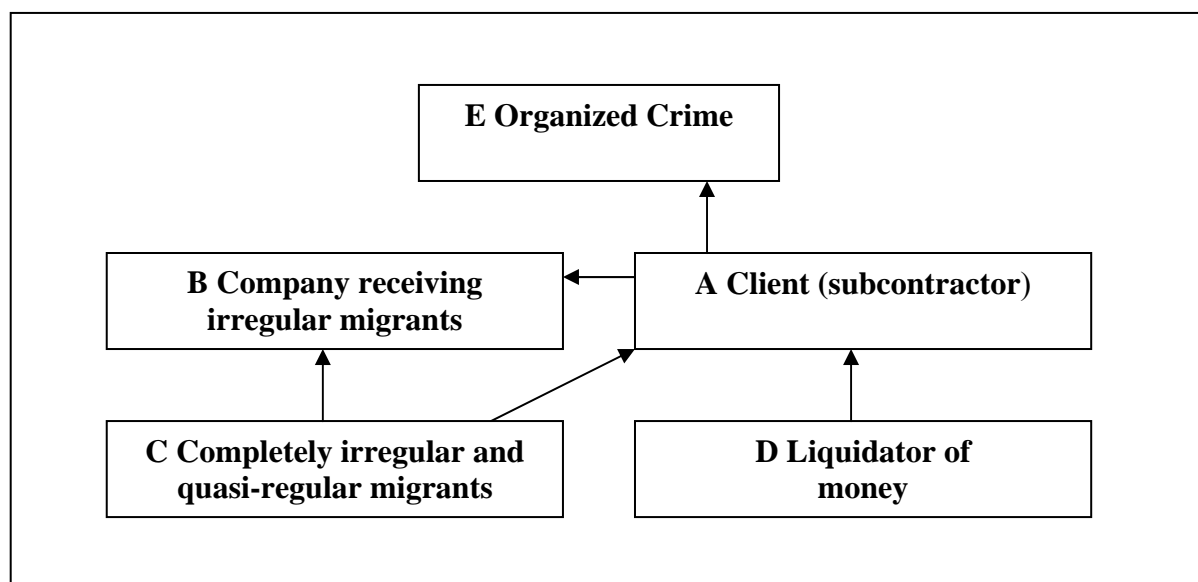 E Organized Crime
B Company receiving
irregular migrants
A Client (subcontractor)
C Completely irregular and
quasi-regular migrants
D Liquidator of
money